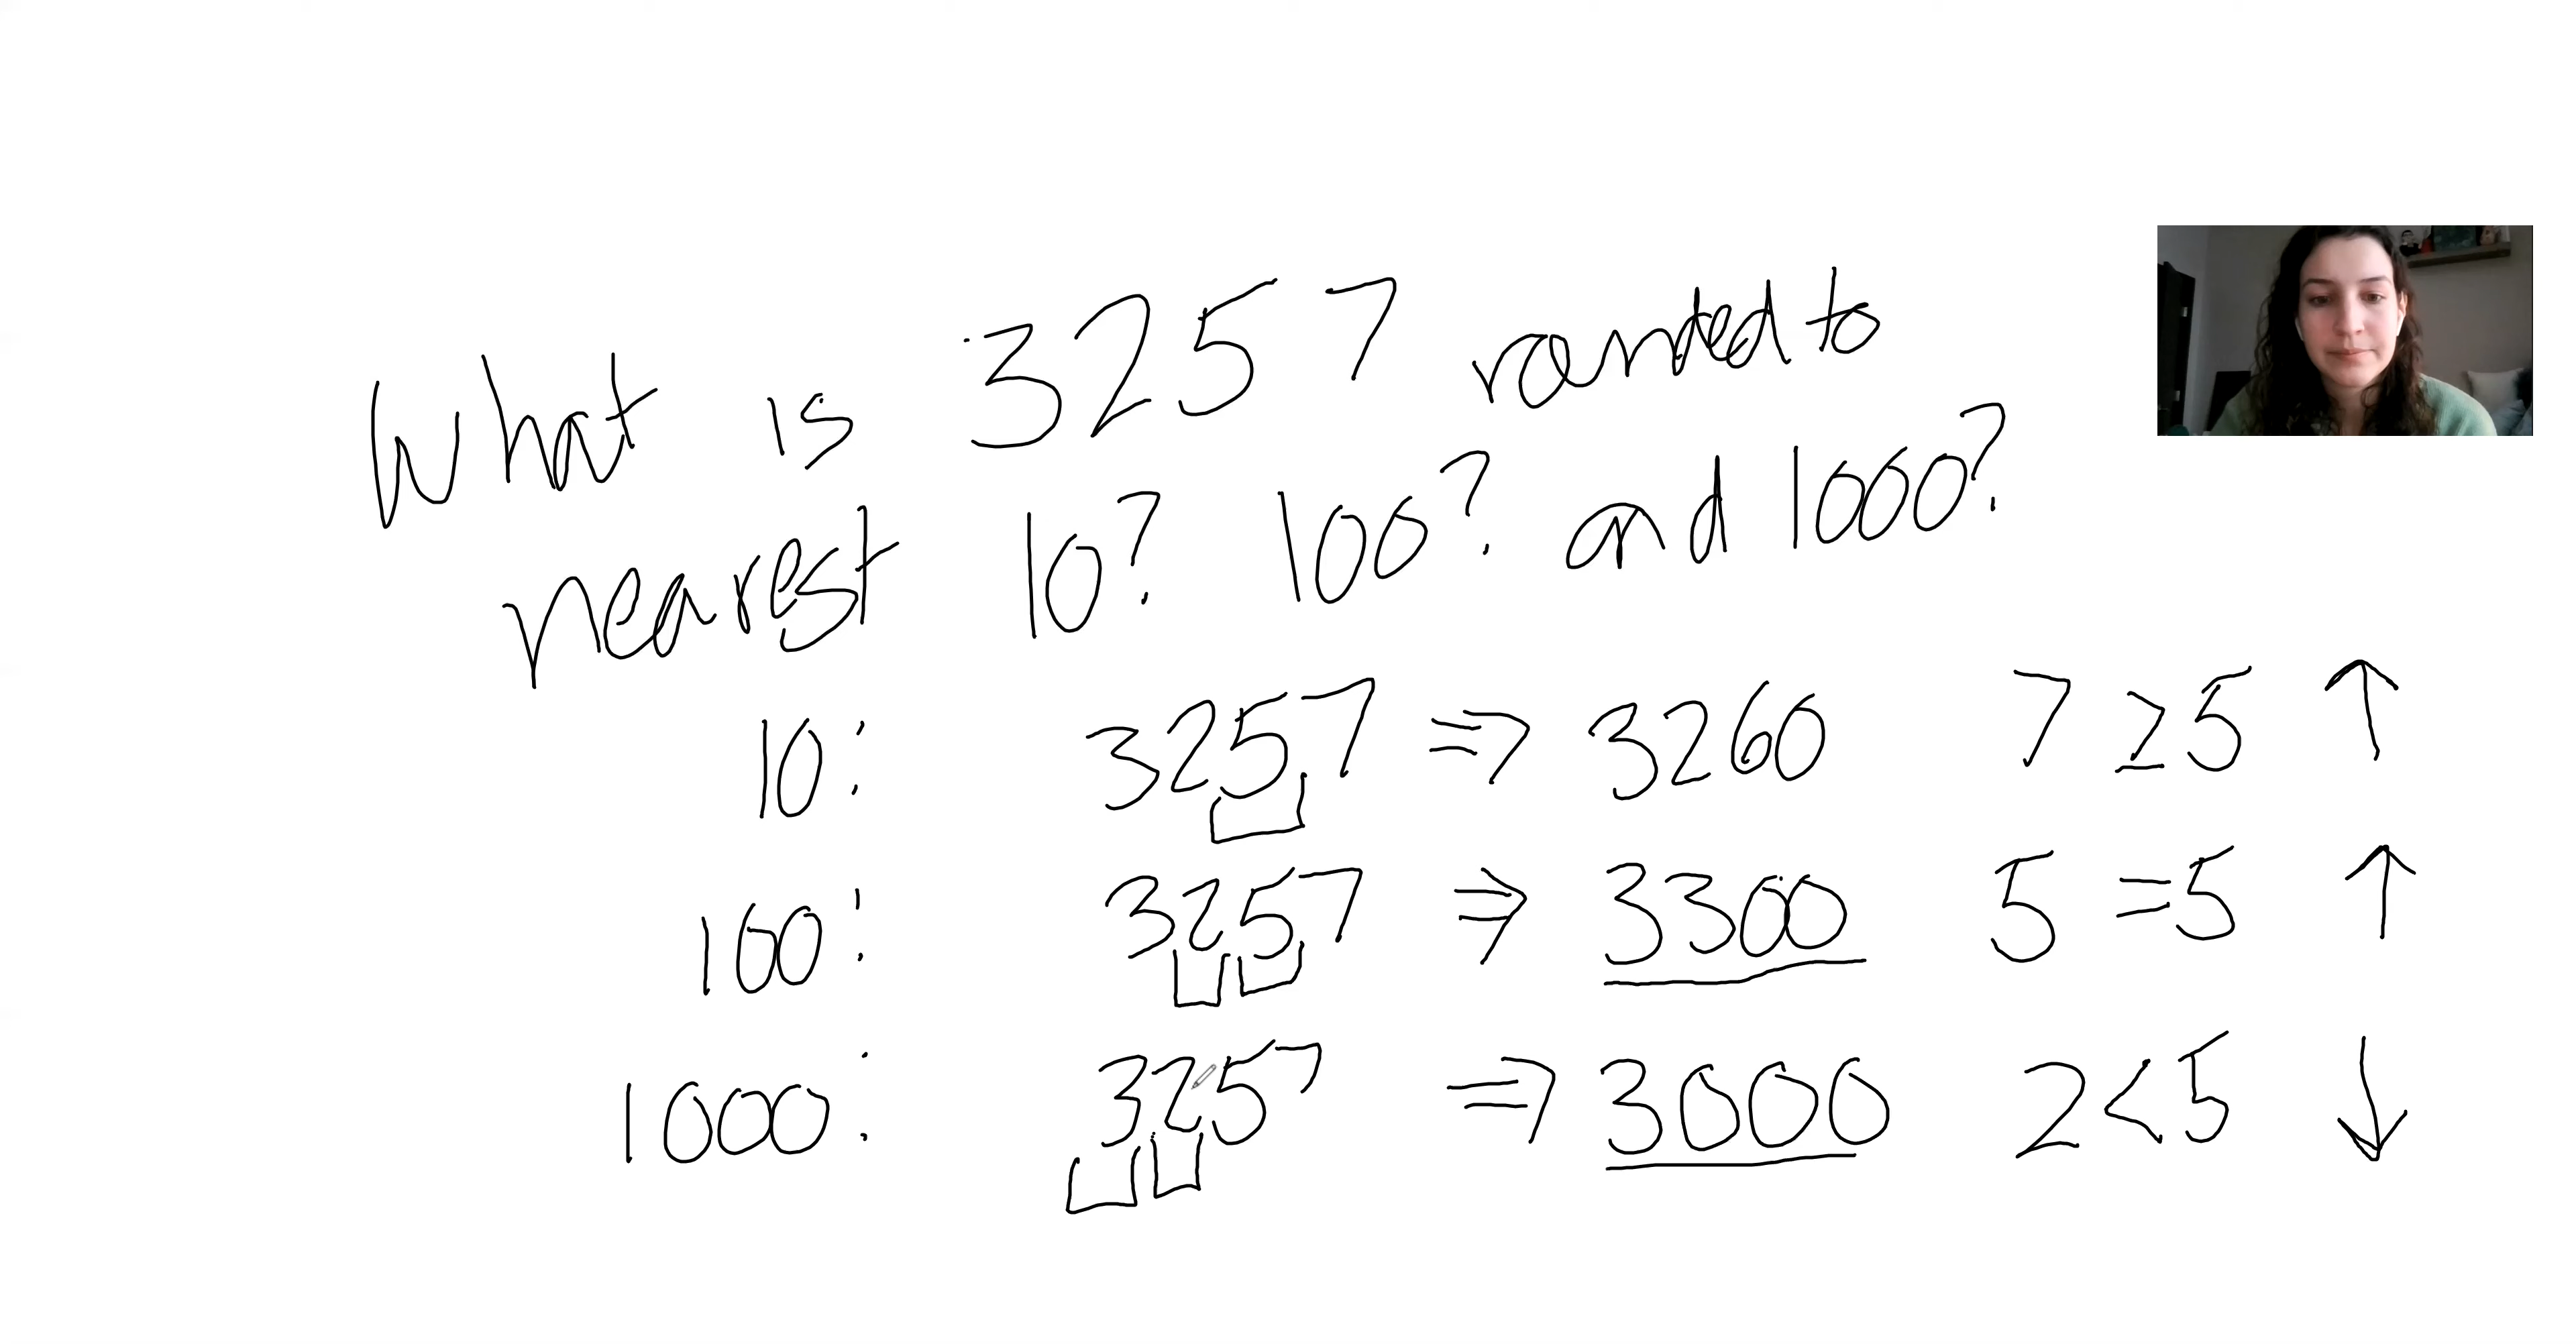 What is 3257 rounded to
nearest 10? 100? and 1000?
10: 3257 => 3260 7 ≥5 ↑
100: 3257 => 3300 5 =5 ↑
1000: 3257 => 3000 2<5 ↓